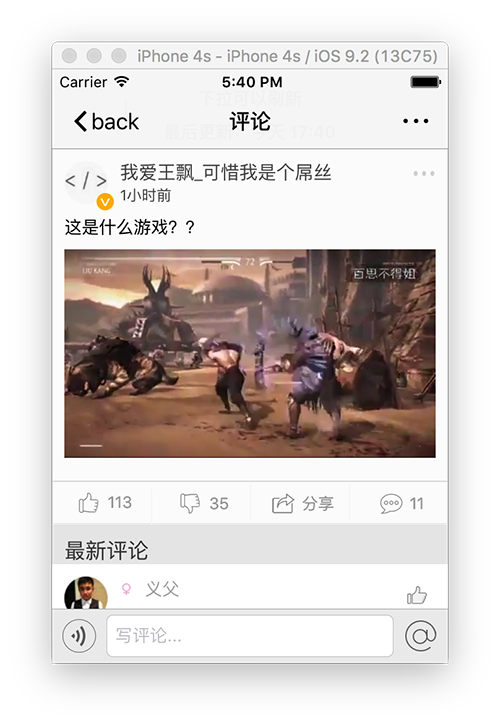 iPhone 4s - iPhone 4s / iOS 9.2 (13C75)
Carrier 5:40 PM
下拉可以刷新
back 评论
最后更新 17:40
我爱王飘_可惜我是个屌丝
</>
1小时前
这是什么游戏？？
LIU KANG 72
百思不得姐
113 35 分享 11
最新评论
义父
写评论...
@